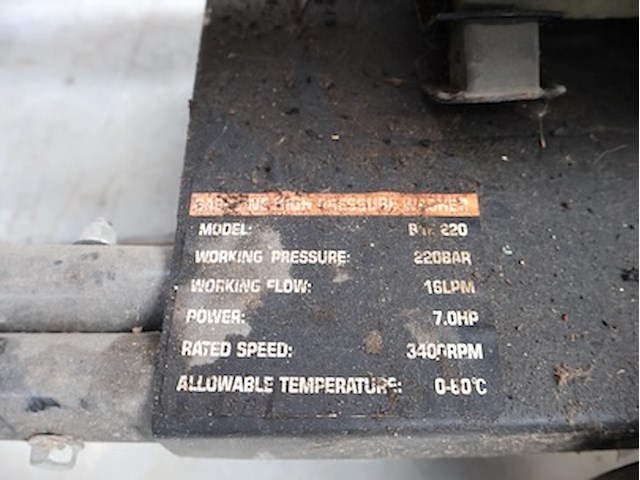 GASOLINE HIGH PRESSURE WASHER
MODEL: 220
WORKING PRESSURE: 220BAR
WORKING FLOW: 16LPM
POWER: 7.0HP
RATED SPEED: 3400RPM
ALLOWABLE TEMPERATURE: 0-60°C